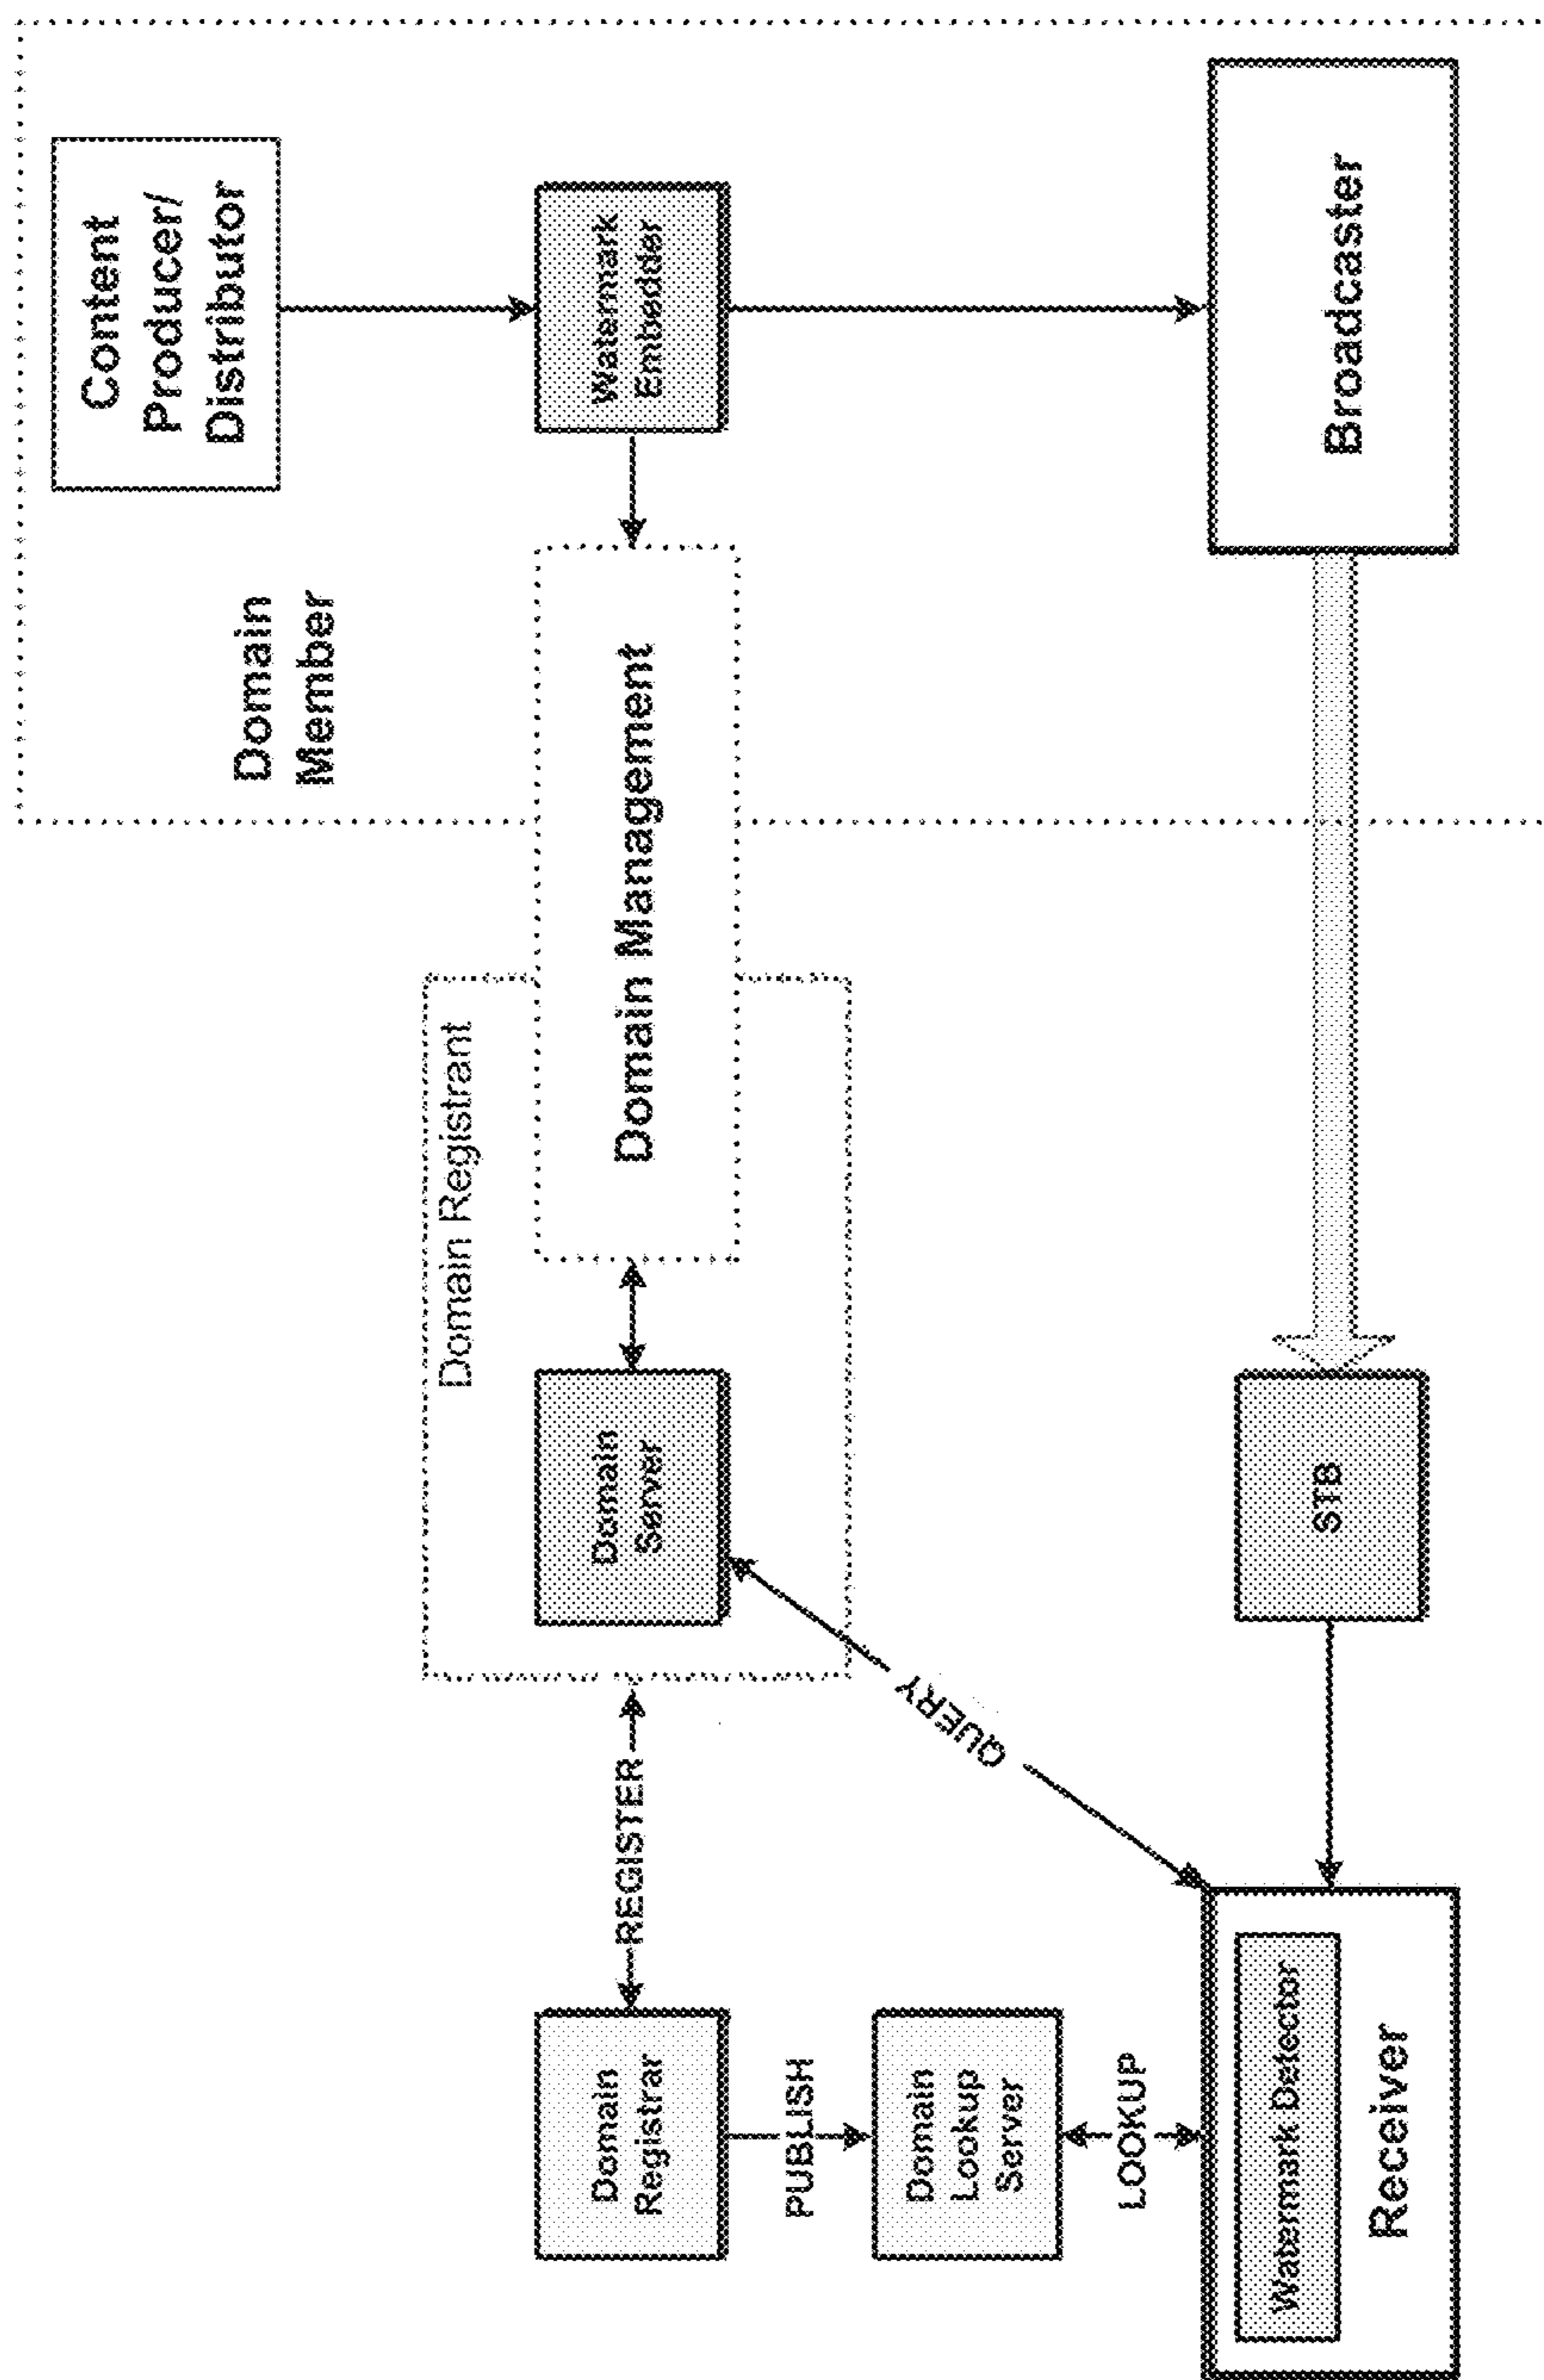 Content
Producer/
Distributor
Domain
Member
Watermark
Embedder
Domain Management
Broadcaster
Domain Registrant
Domain
Server
REGISTER
QUERY
STB
Domain
Registrar
PUBLISH
Domain
Lookup
Server
LOOKUP
Watermark Detector
Receiver